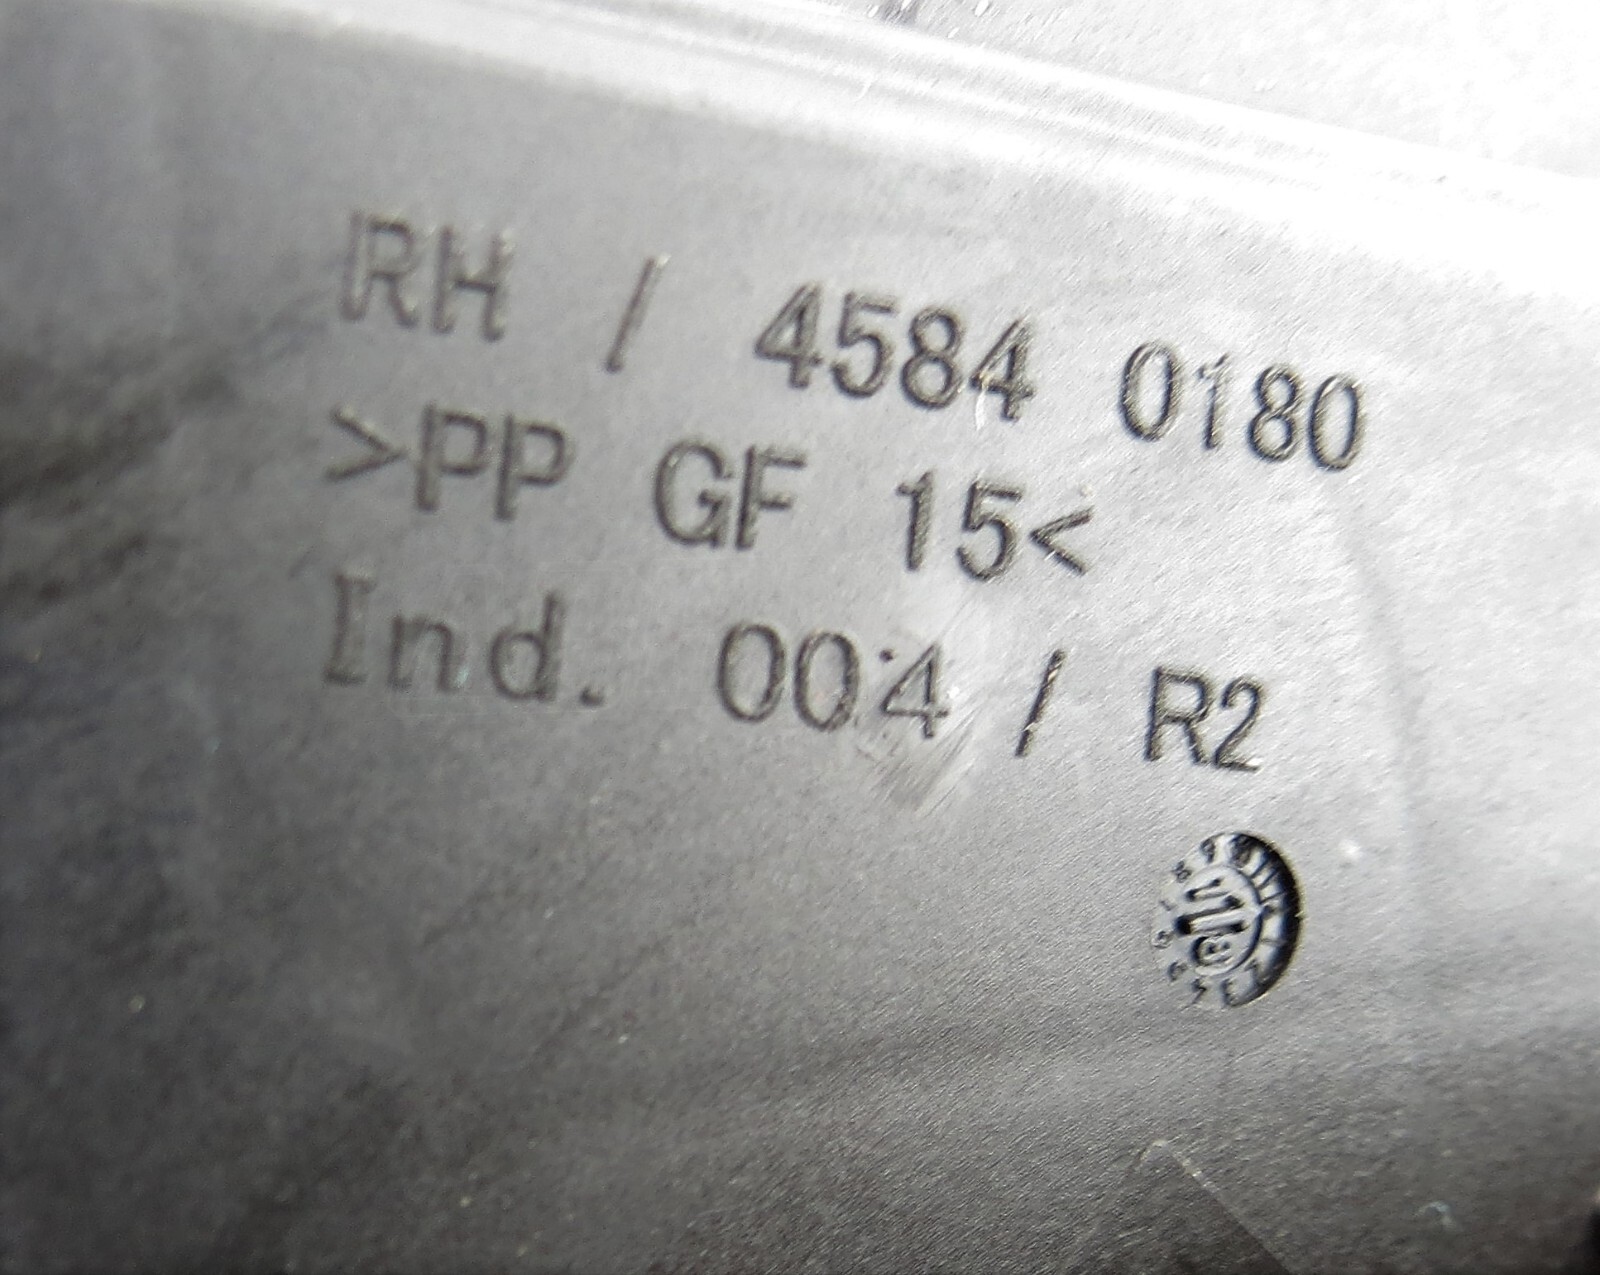 RH / 4584 0180
>PP GF 15<
Ind. 004 / R2